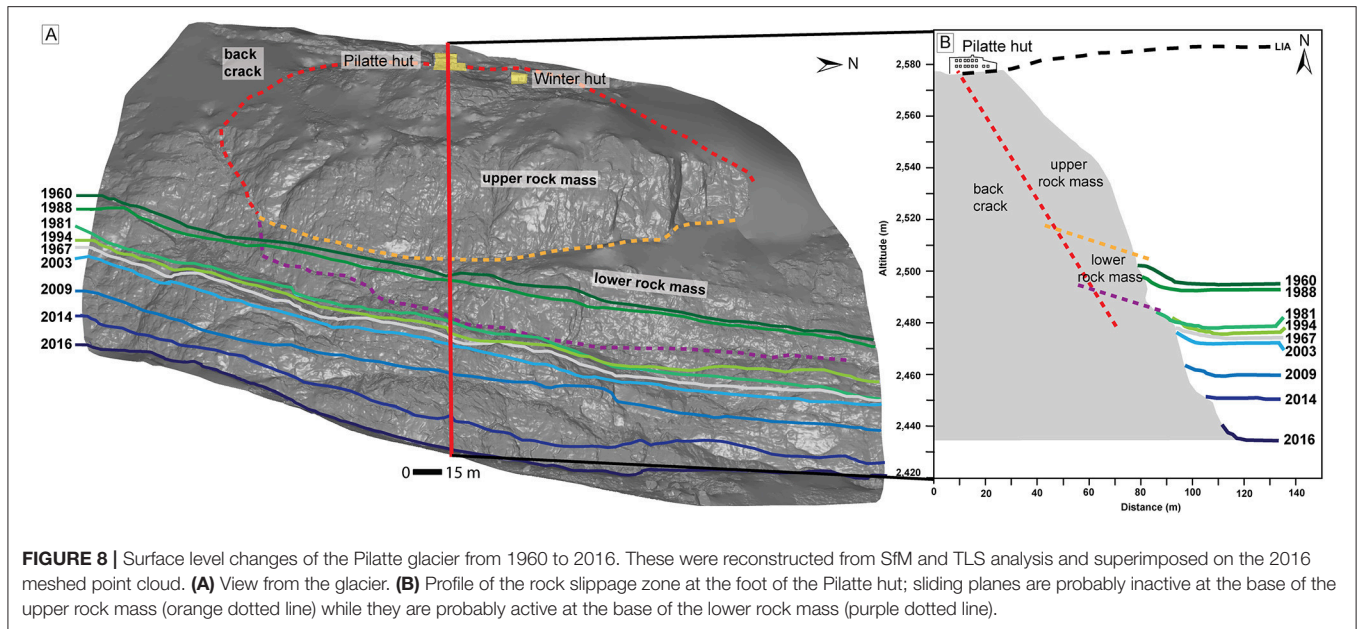 A
back
crack
Pilatte hut
Winter hut
N
upper rock mass
lower rock mass
1960
1988
1981
1994
1967
2003
2009
2014
2016
0 15 m
B
Pilatte hut
LIA
N
2,580
2,560
2,540
2,520
2,500
2,480
2,460
2,440
2,420
Altitude (m)
upper
rock mass
back
crack
lower
rock mass
1960
1988
1981
1994
1967
2003
2009
2014
2016
0 20 40 60 80 100 120 140
Distance (m)
FIGURE 8 | Surface level changes of the Pilatte glacier from 1960 to 2016. These were reconstructed from SfM and TLS analysis and superimposed on the 2016
meshed point cloud. (A) View from the glacier. (B) Profile of the rock slippage zone at the foot of the Pilatte hut; sliding planes are probably inactive at the base of the
upper rock mass (orange dotted line) while they are probably active at the base of the lower rock mass (purple dotted line).